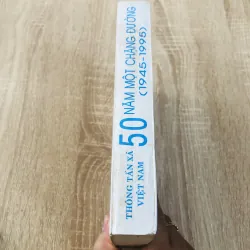 THÔNG TẤN XÃ
VIỆT NAM
50 NĂM MỘT CHẶNG ĐƯỜNG
(1945-1995)